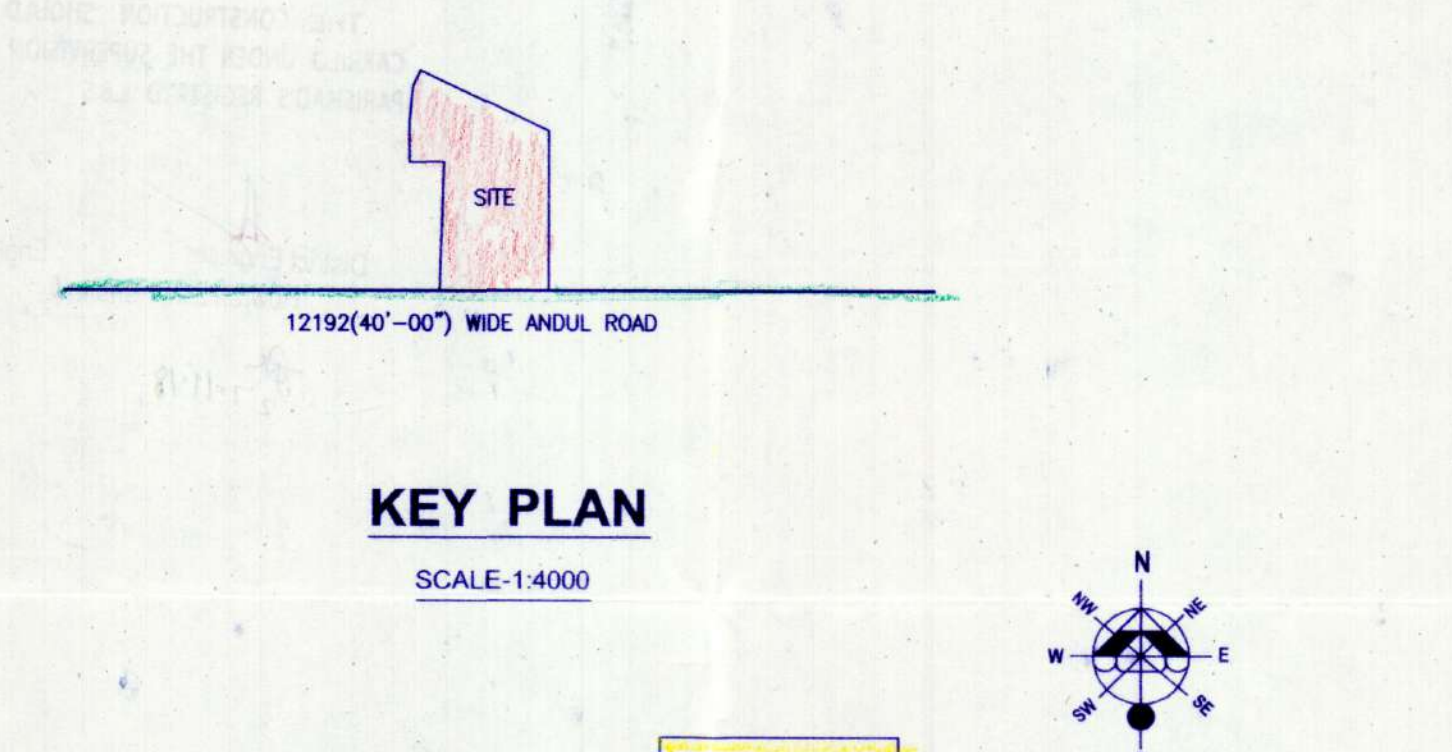 SITE
12192(40'-00") WIDE ANDUL ROAD
KEY PLAN
SCALE-1:4000
N
NW NE
W E
SW SE